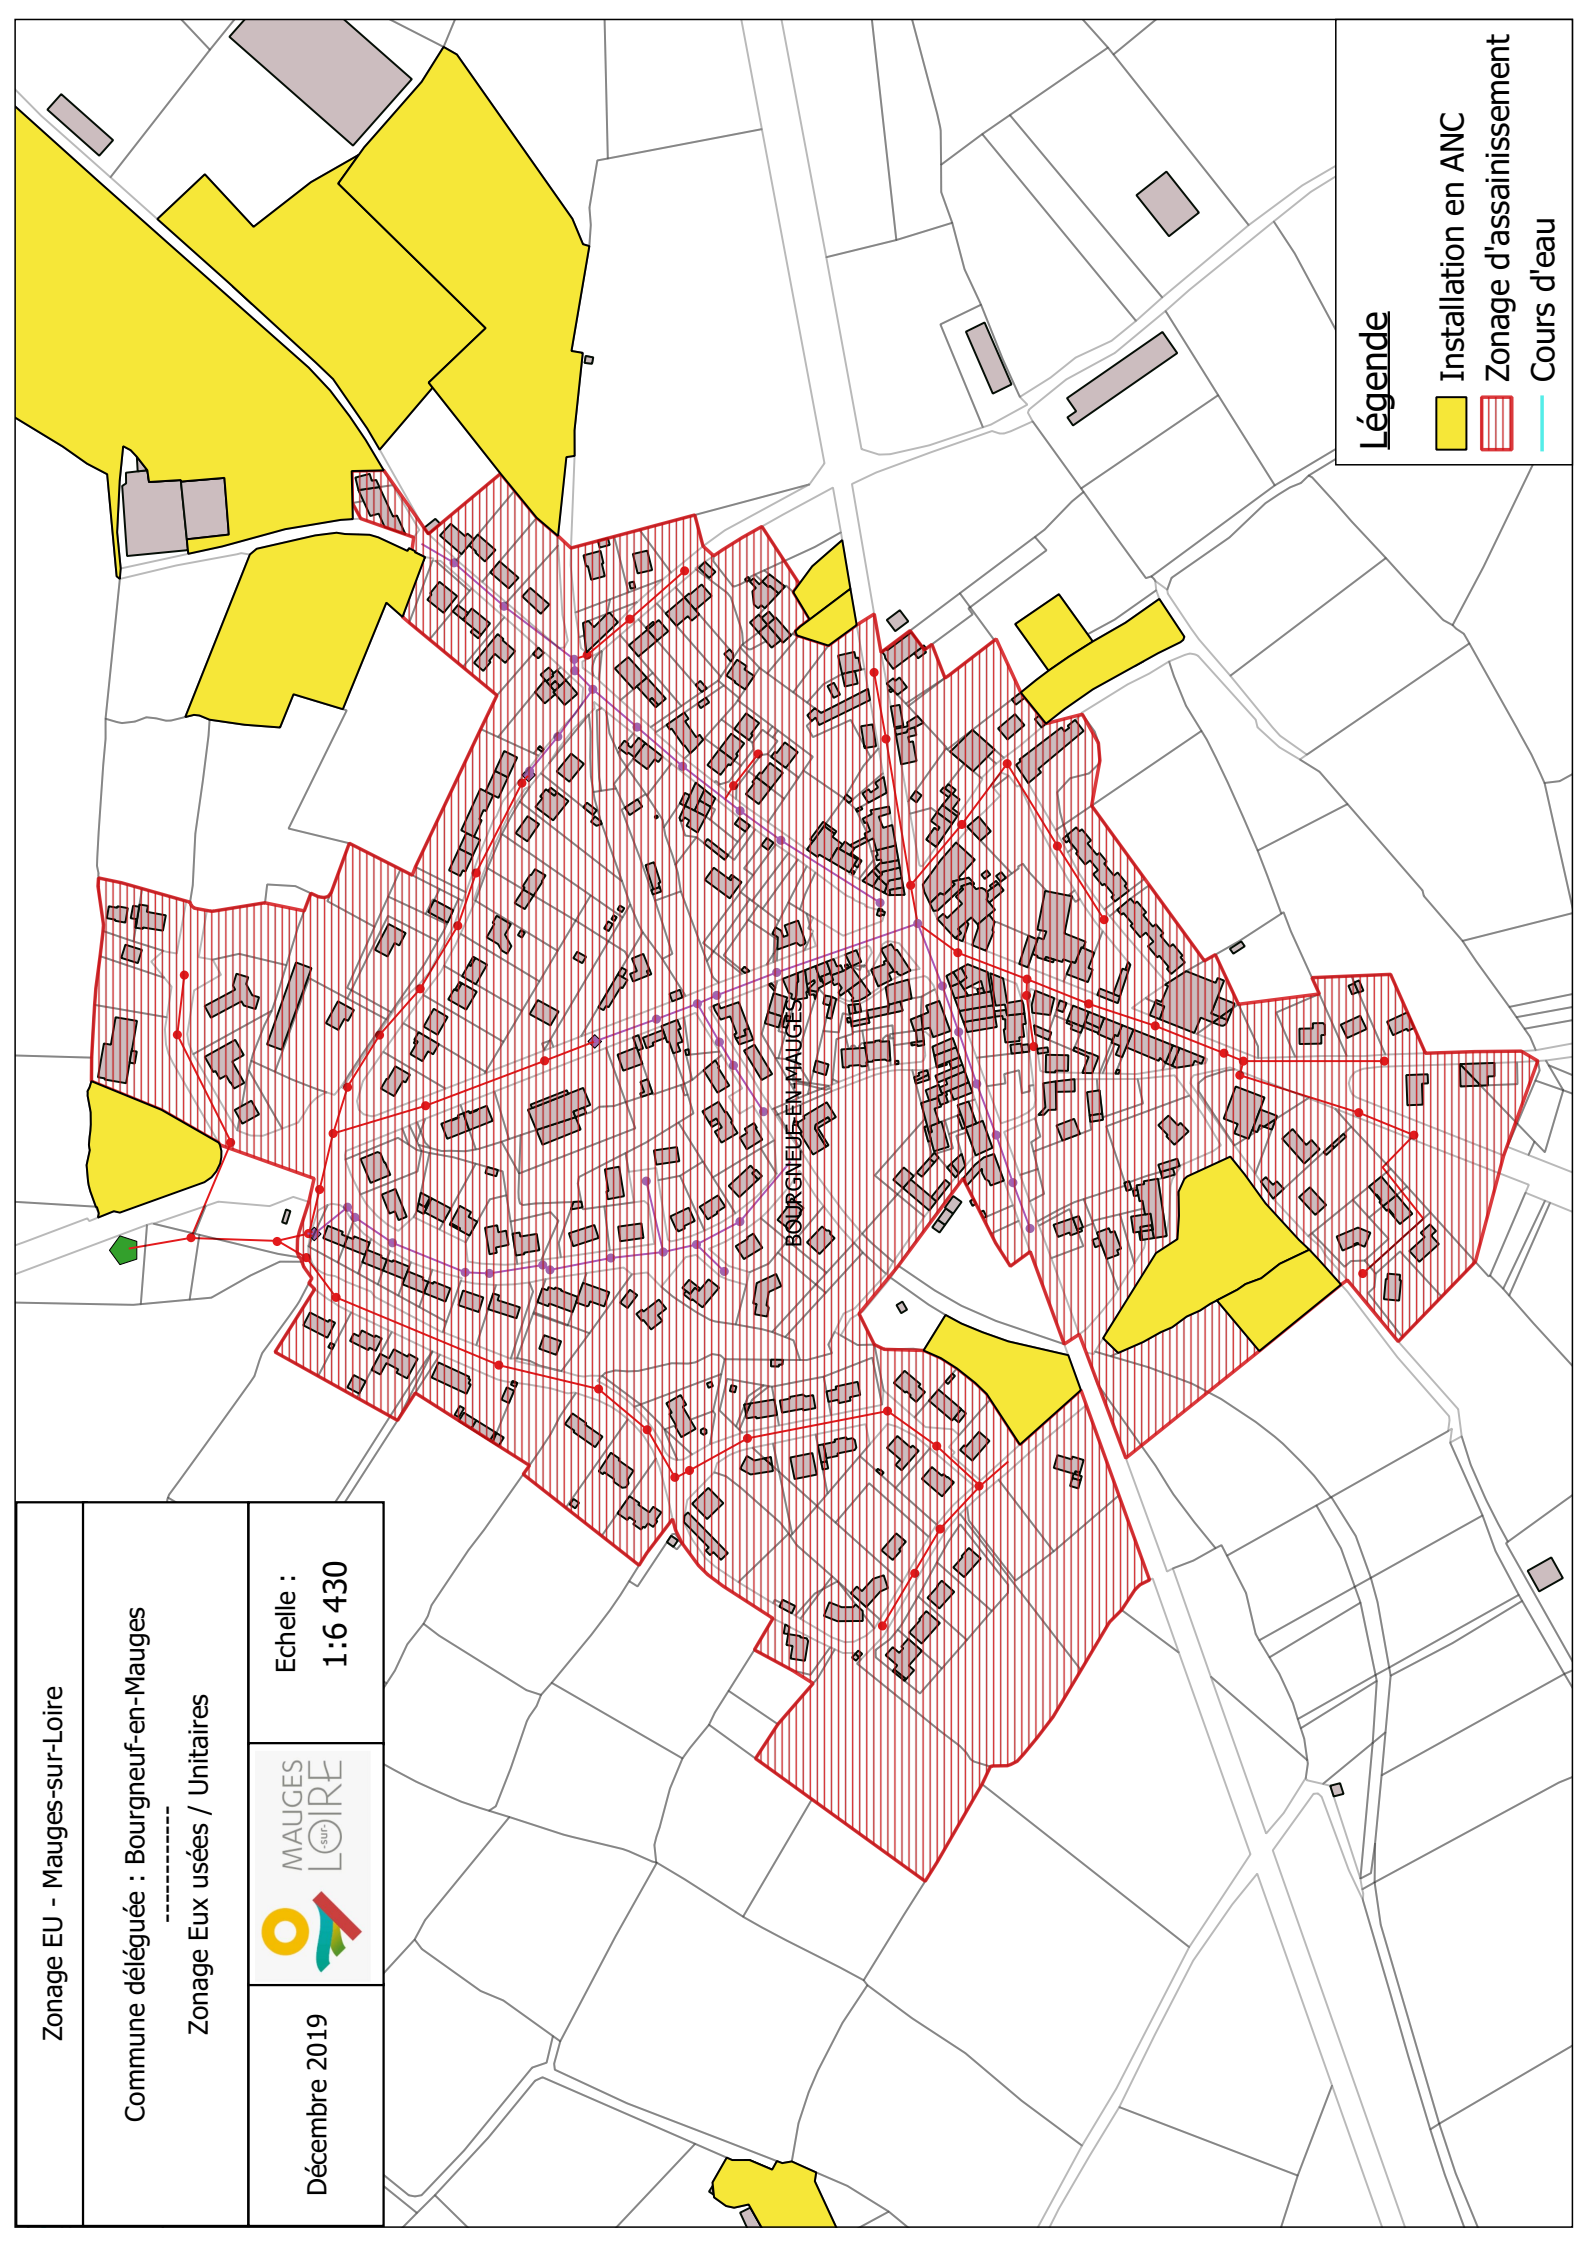 Zonage EU - Mauges-sur-Loire
Commune déléguée : Bourgneuf-en-Mauges
-----------
Zonage Eux usées / Unitaires
Décembre 2019
MAUGES
-sur-
LOIRE
Echelle :
1:6 430
BOURGNEUF-EN-MAUGES
Légende
Installation en ANC
Zonage d'assainissement
Cours d'eau